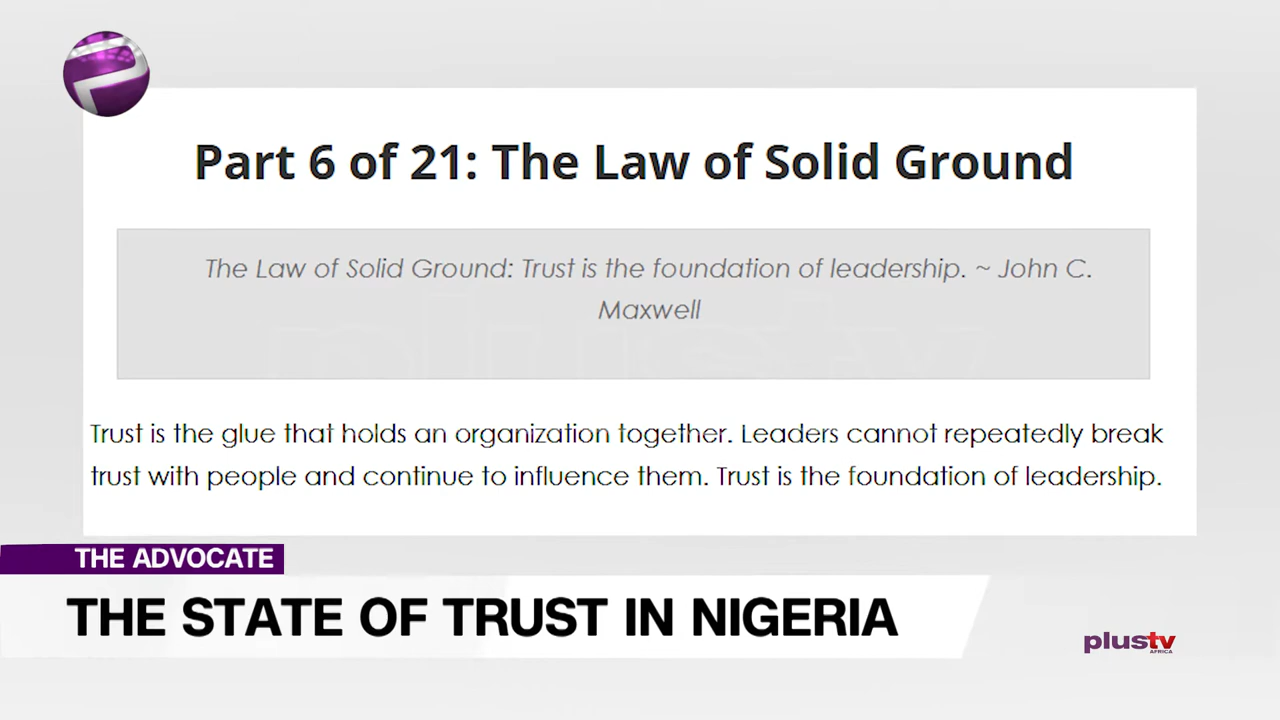 Part 6 of 21: The Law of Solid Ground
The Law of Solid Ground: Trust is the foundation of leadership. ~ John C.
Maxwell
Trust is the glue that holds an organization together. Leaders cannot repeatedly break
trust with people and continue to influence them. Trust is the foundation of leadership.
THE ADVOCATE
THE STATE OF TRUST IN NIGERIA
plustv
AFRICA